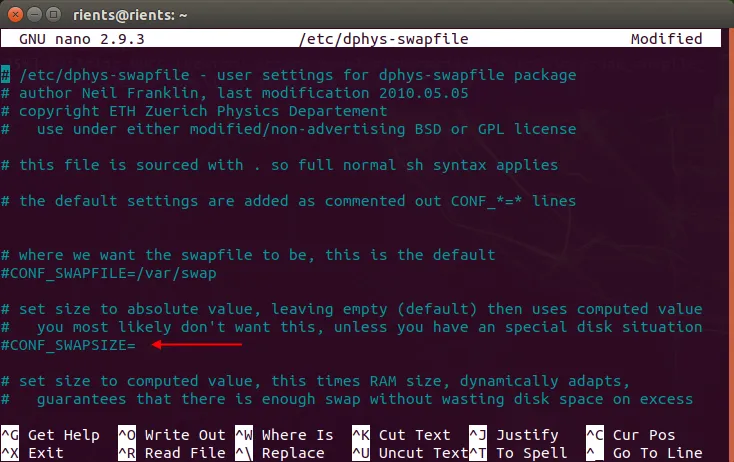 rients@rients: ~
GNU nano 2.9.3 /etc/dphys-swapfile Modified
# /etc/dphys-swapfile - user settings for dphys-swapfile package
# author Neil Franklin, last modification 2010.05.05
# copyright ETH Zuerich Physics Departement
#   use under either modified/non-advertising BSD or GPL license
# this file is sourced with . so full normal sh syntax applies
# the default settings are added as commented out CONF_*=* lines
# where we want the swapfile to be, this is the default
#CONF_SWAPFILE=/var/swap
# set size to absolute value, leaving empty (default) then uses computed value
#   you most likely don't want this, unless you have an special disk situation
#CONF_SWAPSIZE=
# set size to computed value, this times RAM size, dynamically adapts,
#   guarantees that there is enough swap without wasting disk space on excess
^G Get Help ^O Write Out ^W Where Is ^K Cut Text ^J Justify ^C Cur Pos
^X Exit ^R Read File ^\ Replace ^U Uncut Text ^T To Spell ^_ Go To Line